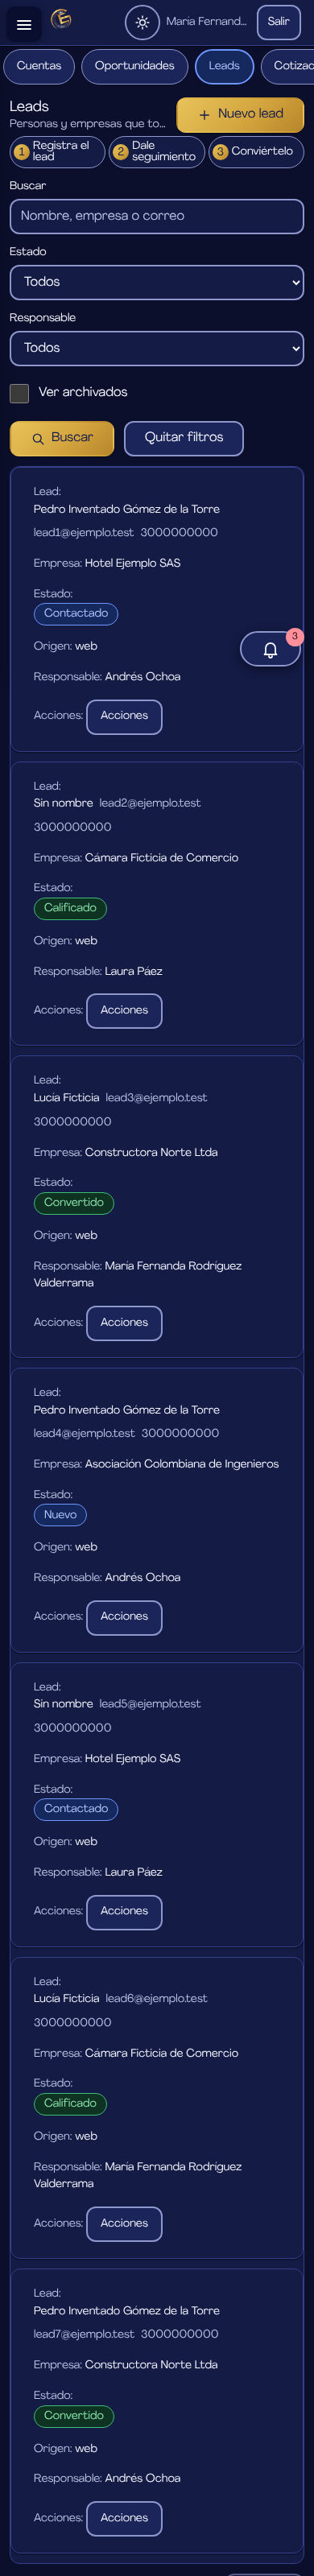 María Fernand...
Salir
Cuentas
Oportunidades
Leads
Cotizac
Leads
Personas y empresas que to...
Nuevo lead
1 Registra el lead
2 Dale seguimiento
3 Conviértelo
Buscar
Nombre, empresa o correo
Estado
Todos
Responsable
Todos
Ver archivados
Buscar
Quitar filtros
3
Lead:
Pedro Inventado Gómez de la Torre
lead1@ejemplo.test 3000000000
Empresa: Hotel Ejemplo SAS
Estado:
Contactado
Origen: web
Responsable: Andrés Ochoa
Acciones: Acciones
Lead:
Sin nombre lead2@ejemplo.test
3000000000
Empresa: Cámara Ficticia de Comercio
Estado:
Calificado
Origen: web
Responsable: Laura Páez
Acciones: Acciones
Lead:
Lucía Ficticia lead3@ejemplo.test
3000000000
Empresa: Constructora Norte Ltda
Estado:
Convertido
Origen: web
Responsable: María Fernanda Rodríguez
Valderrama
Acciones: Acciones
Lead:
Pedro Inventado Gómez de la Torre
lead4@ejemplo.test 3000000000
Empresa: Asociación Colombiana de Ingenieros
Estado:
Nuevo
Origen: web
Responsable: Andrés Ochoa
Acciones: Acciones
Lead:
Sin nombre lead5@ejemplo.test
3000000000
Empresa: Hotel Ejemplo SAS
Estado:
Contactado
Origen: web
Responsable: Laura Páez
Acciones: Acciones
Lead:
Lucía Ficticia lead6@ejemplo.test
3000000000
Empresa: Cámara Ficticia de Comercio
Estado:
Calificado
Origen: web
Responsable: María Fernanda Rodríguez
Valderrama
Acciones: Acciones
Lead:
Pedro Inventado Gómez de la Torre
lead7@ejemplo.test 3000000000
Empresa: Constructora Norte Ltda
Estado:
Convertido
Origen: web
Responsable: Andrés Ochoa
Acciones: Acciones